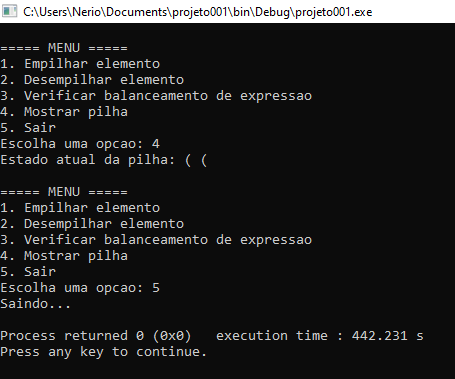 C:\Users\Nerio\Documents\projeto001\bin\Debug\projeto001.exe
===== MENU =====
1. Empilhar elemento
2. Desempilhar elemento
3. Verificar balanceamento de expressao
4. Mostrar pilha
5. Sair
Escolha uma opcao: 4
Estado atual da pilha: ( (
===== MENU =====
1. Empilhar elemento
2. Desempilhar elemento
3. Verificar balanceamento de expressao
4. Mostrar pilha
5. Sair
Escolha uma opcao: 5
Saindo...
Process returned 0 (0x0)   execution time : 442.231 s
Press any key to continue.